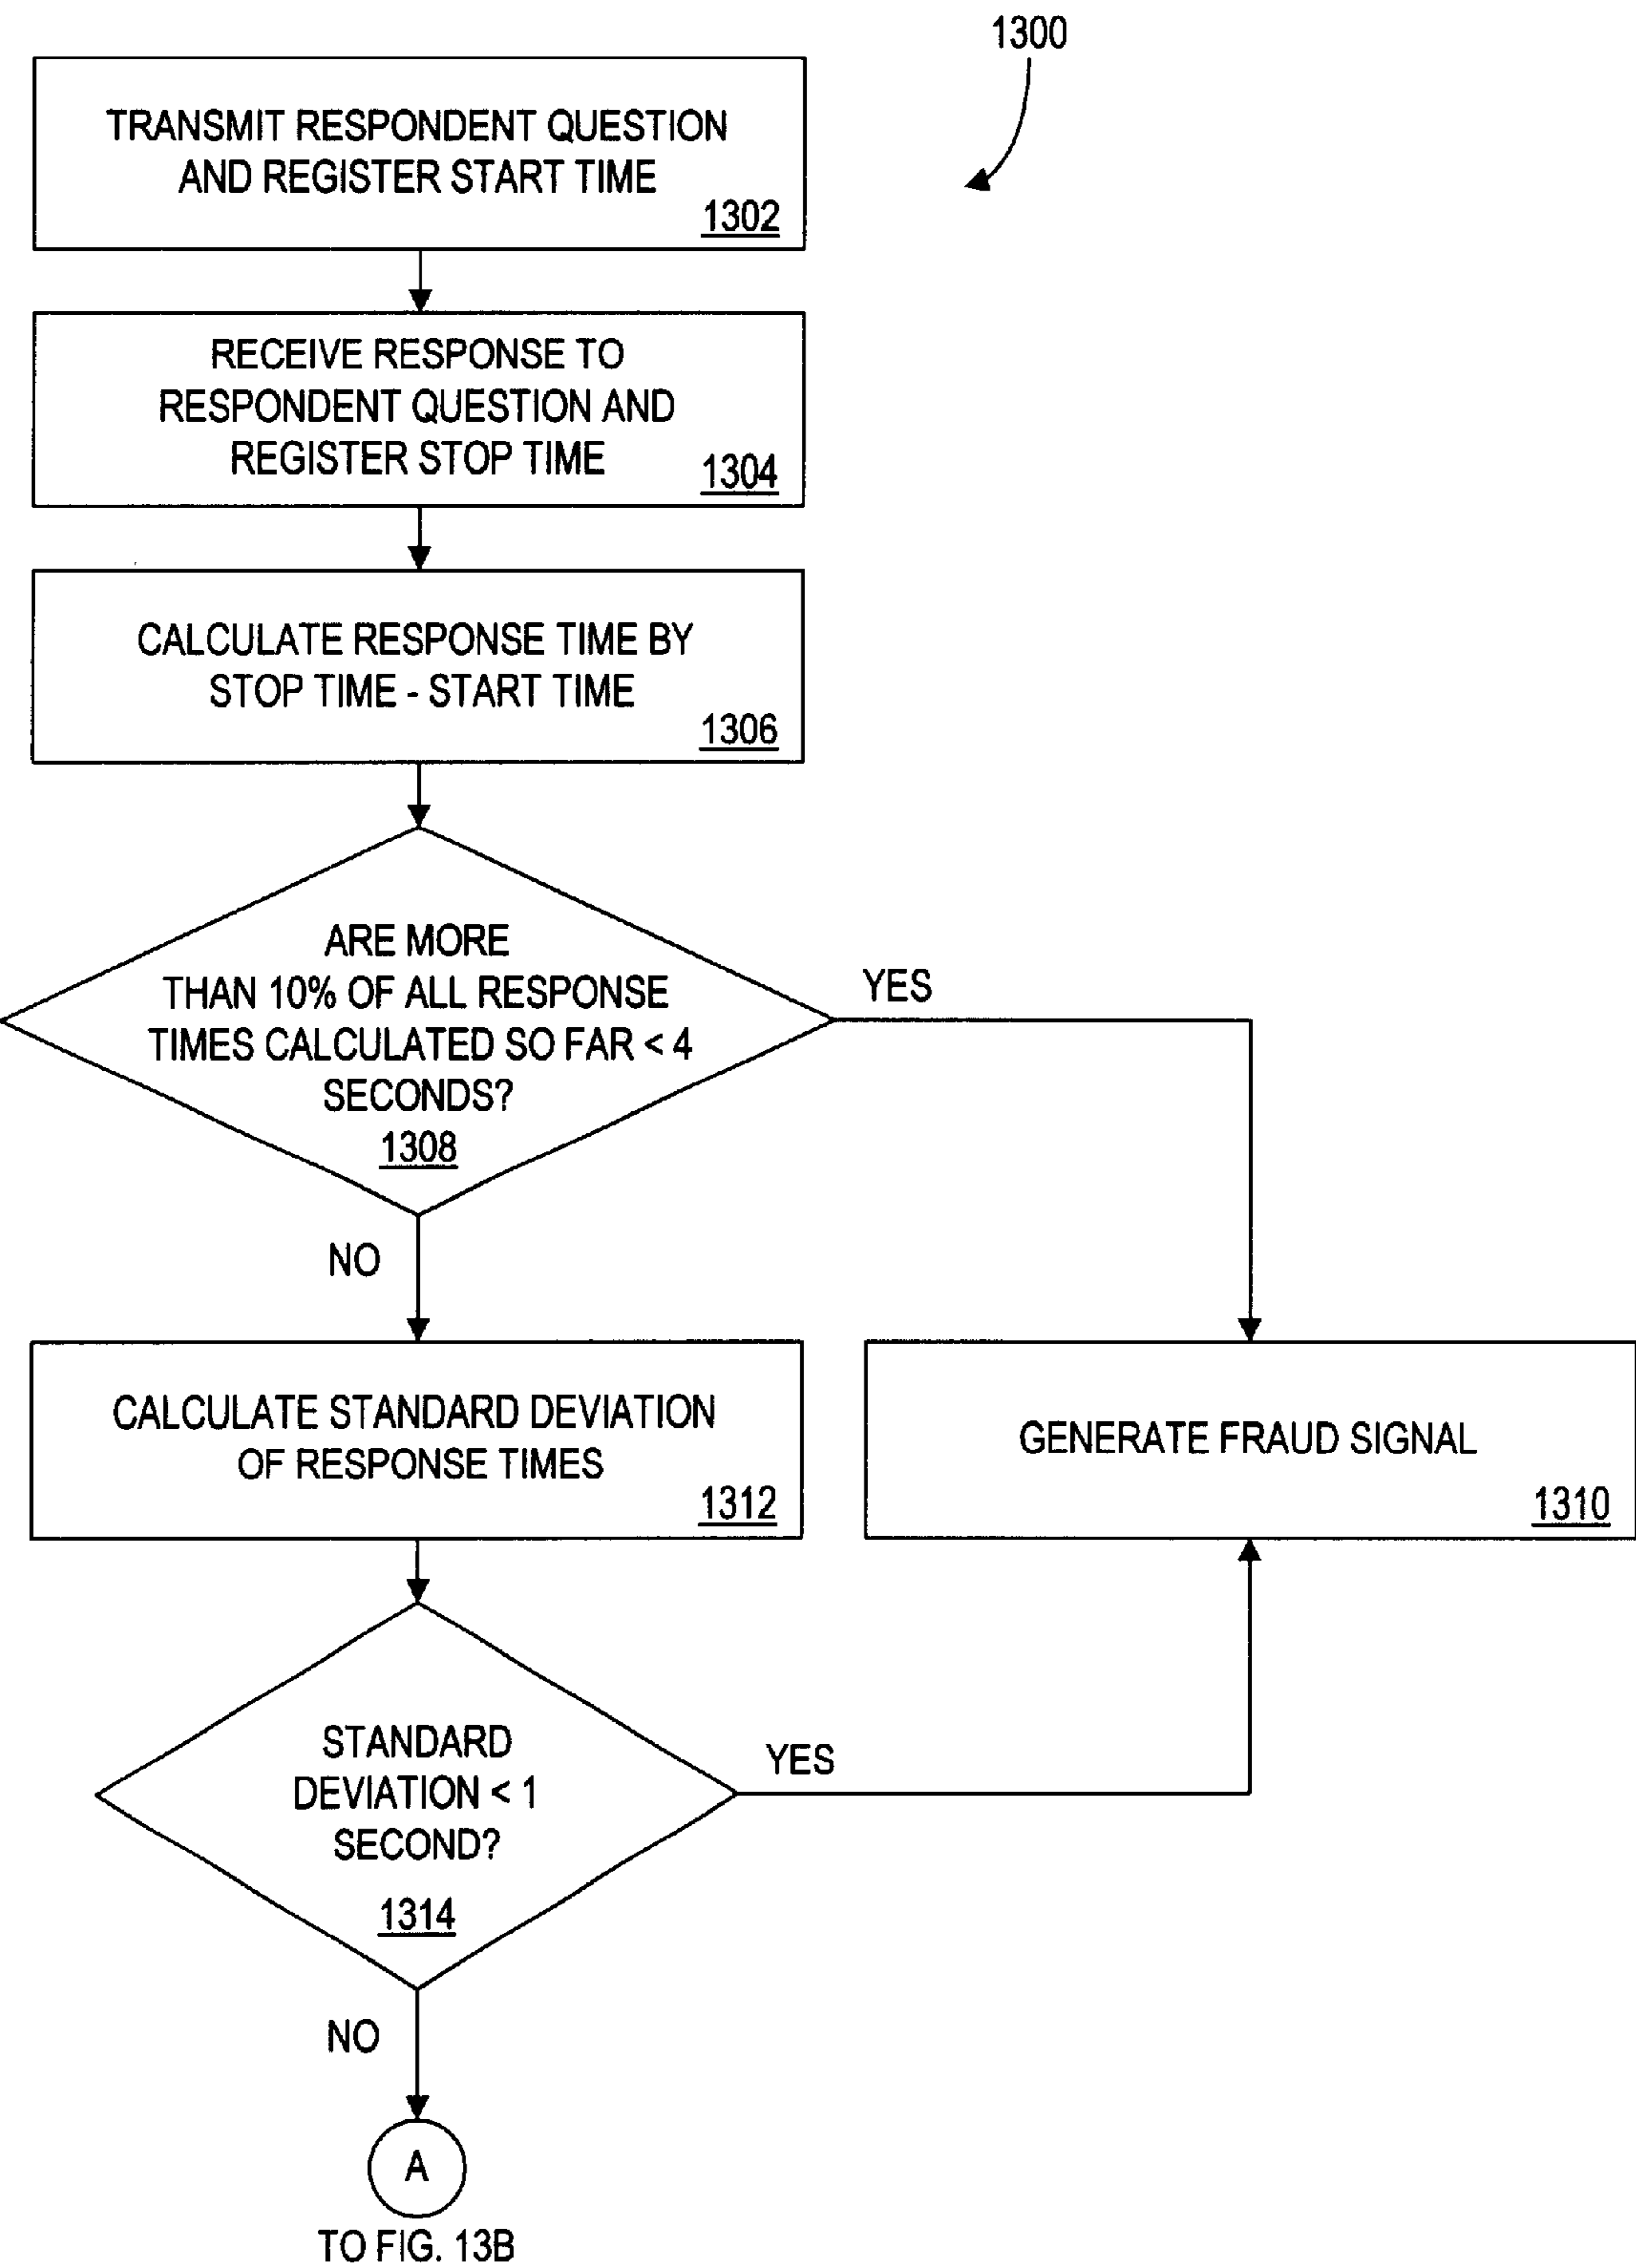 1300
TRANSMIT RESPONDENT QUESTION
AND REGISTER START TIME
1302
RECEIVE RESPONSE TO
RESPONDENT QUESTION AND
REGISTER STOP TIME
1304
CALCULATE RESPONSE TIME BY
STOP TIME - START TIME
1306
ARE MORE
THAN 10% OF ALL RESPONSE
TIMES CALCULATED SO FAR < 4
SECONDS?
1308
YES
NO
CALCULATE STANDARD DEVIATION
OF RESPONSE TIMES
1312
GENERATE FRAUD SIGNAL
1310
STANDARD
DEVIATION < 1
SECOND?
1314
YES
NO
A
TO FIG. 13B